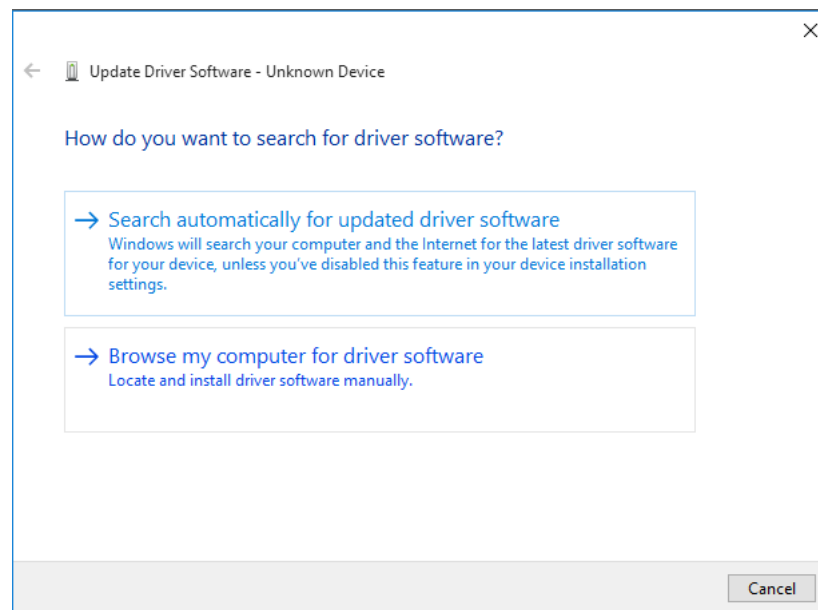 Update Driver Software - Unknown Device
How do you want to search for driver software?
Search automatically for updated driver software
Windows will search your computer and the Internet for the latest driver software
for your device, unless you've disabled this feature in your device installation
settings.
Browse my computer for driver software
Locate and install driver software manually.
Cancel